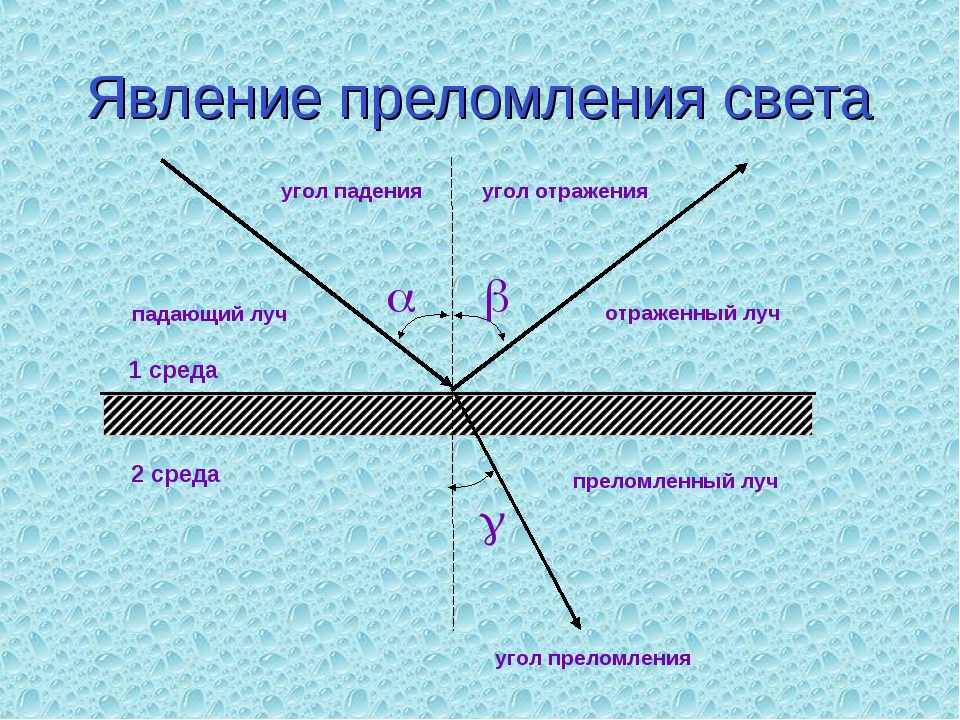 Явление преломления света
угол падения
угол отражения
α
β
падающий луч
отраженный луч
1 среда
2 среда
преломленный луч
γ
угол преломления